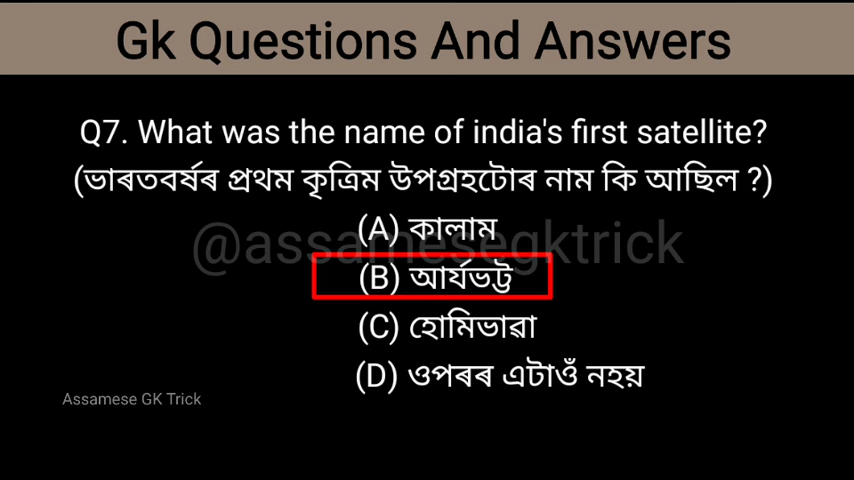 Gk Questions And Answers
Q7. What was the name of india's first satellite?
(ভাৰতবৰ্ষৰ প্ৰথম কৃত্ৰিম উপগ্ৰহটোৰ নাম কি আছিল ?)
(A) কালাম
@assamesegktrick
(B) আৰ্যভট্ট
(C) হোমিভাৱা
(D) ওপৰৰ এটাওঁ নহয়
Assamese GK Trick